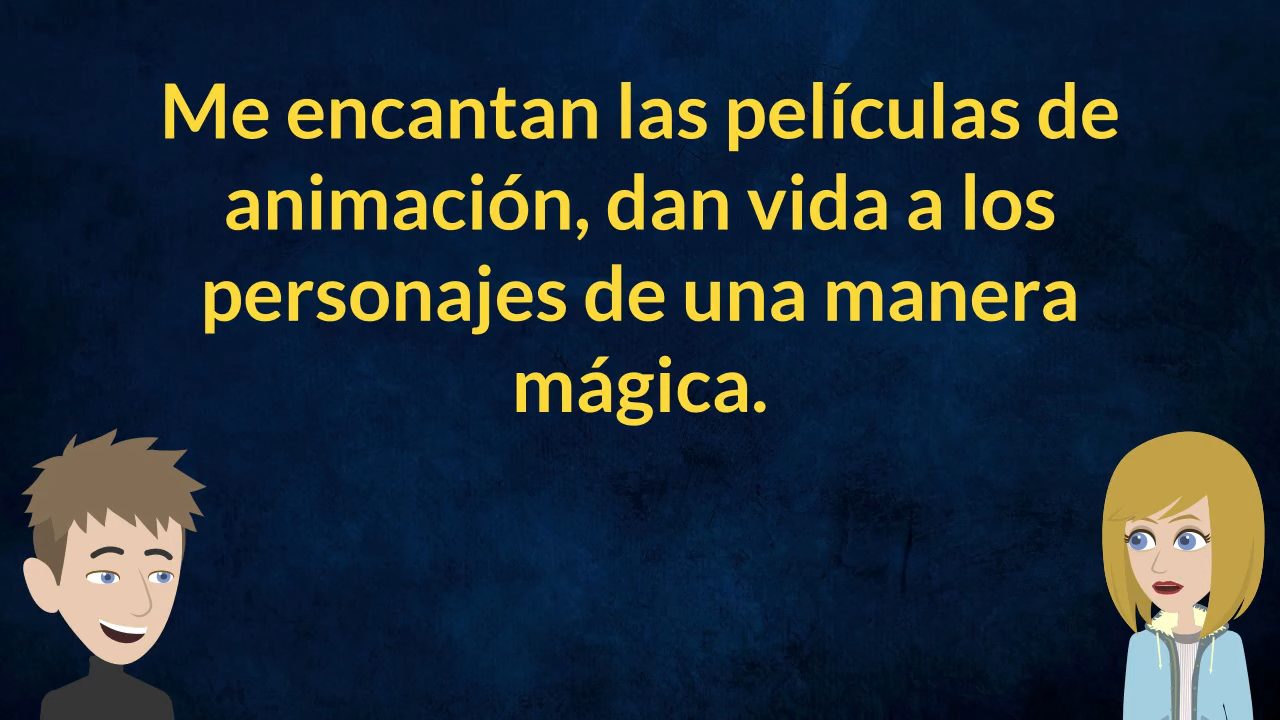 Me encantan las películas de
animación, dan vida a los
personajes de una manera
mágica.